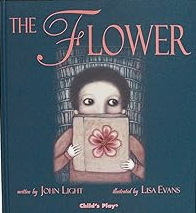 THE FLOWER
written by JOHN LIGHT illustrated by LISA EVANS
Child's Play®